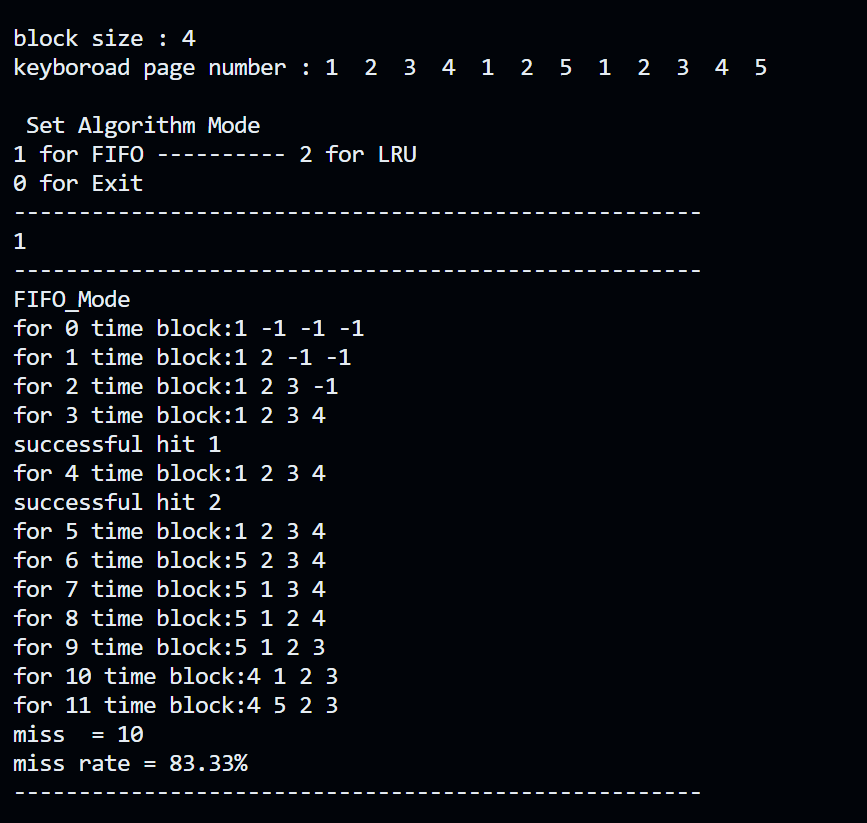 block size : 4
keyboroad page number : 1  2  3  4  1  2  5  1  2  3  4  5
 Set Algorithm Mode
1 for FIFO ---------- 2 for LRU
0 for Exit
-----------------------------------------------------
1
-----------------------------------------------------
FIFO_Mode
for 0 time block:1 -1 -1 -1
for 1 time block:1 2 -1 -1
for 2 time block:1 2 3 -1
for 3 time block:1 2 3 4
successful hit 1
for 4 time block:1 2 3 4
successful hit 2
for 5 time block:1 2 3 4
for 6 time block:5 2 3 4
for 7 time block:5 1 3 4
for 8 time block:5 1 2 4
for 9 time block:5 1 2 3
for 10 time block:4 1 2 3
for 11 time block:4 5 2 3
miss  = 10
miss rate = 83.33%
-----------------------------------------------------